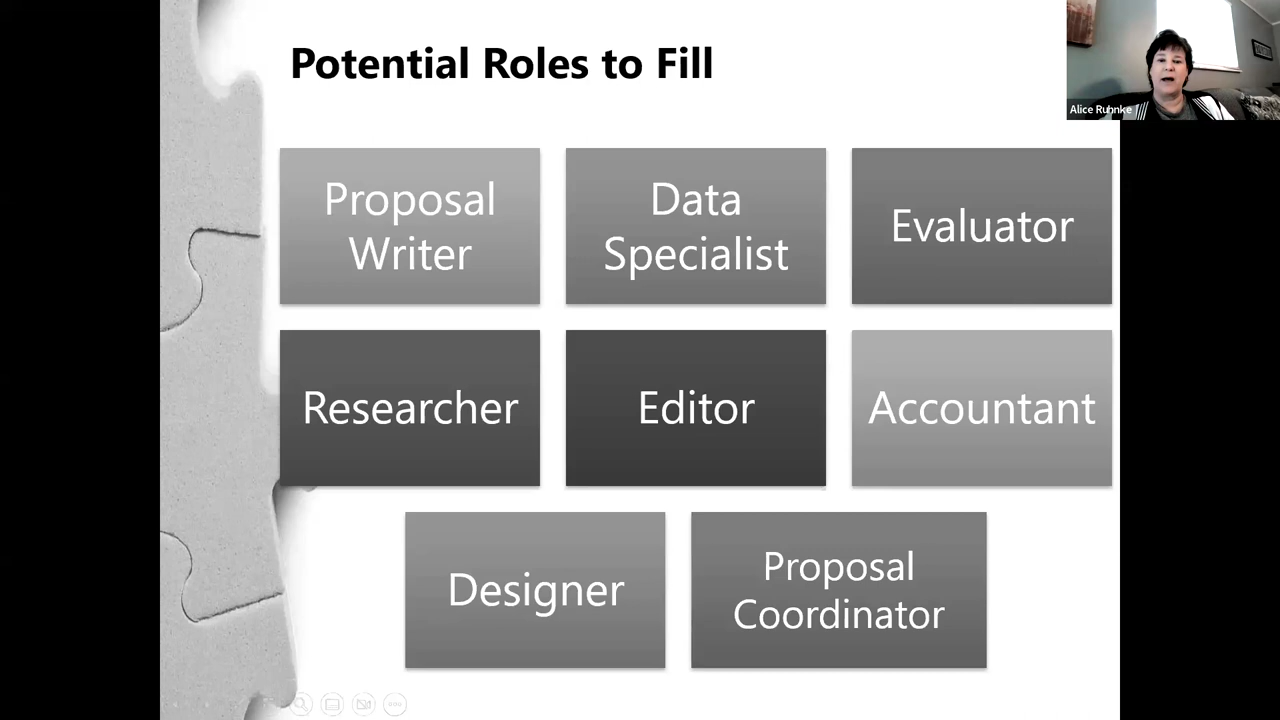 Potential Roles to Fill
Alice Ruhnke
Proposal
Writer
Data
Specialist
Evaluator
Researcher
Editor
Accountant
Designer
Proposal
Coordinator